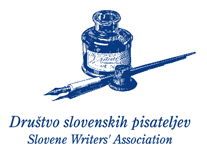 Društvo slovenskih pisateljev
Slovene Writers' Association